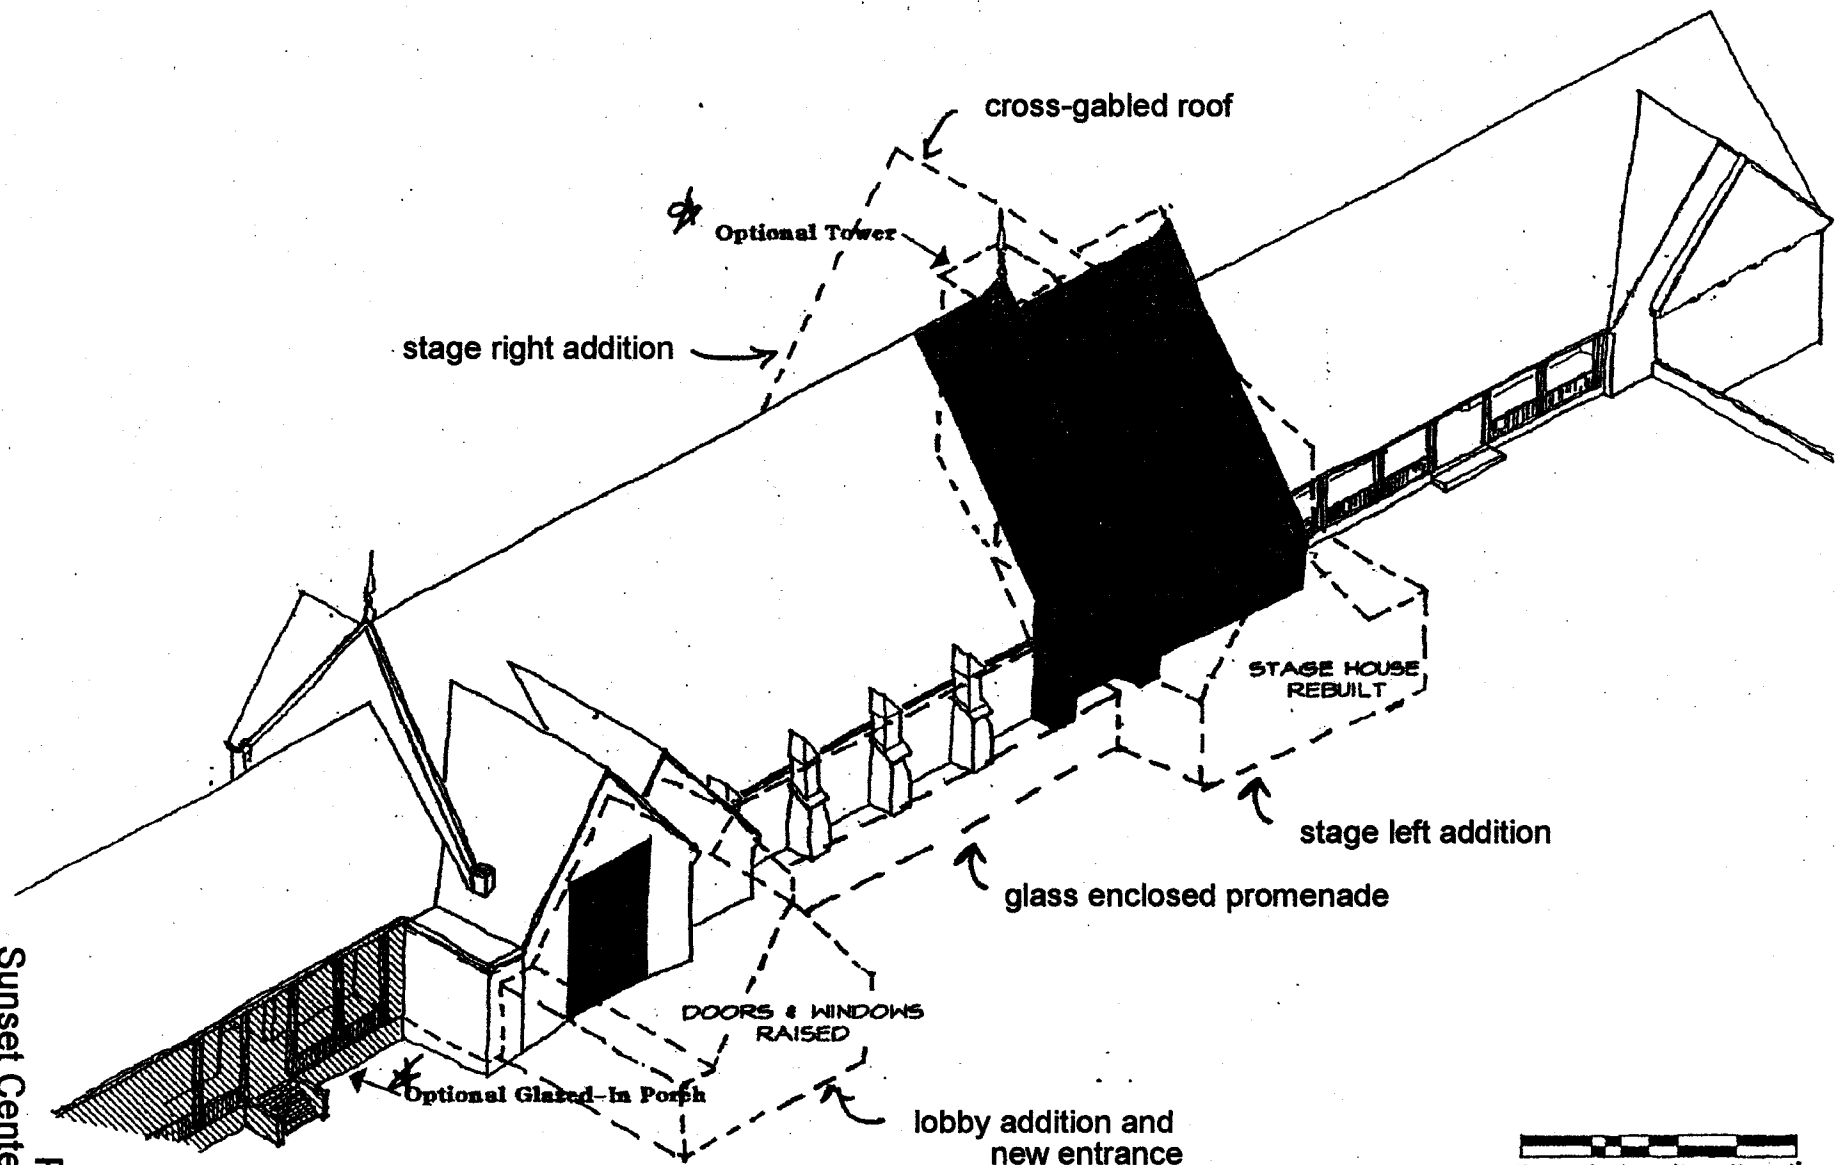 cross-gabled roof
Optional Tower
stage right addition
STAGE HOUSE
REBUILT
stage left addition
glass enclosed promenade
DOORS & WINDOWS
RAISED
Optional Glazed-In Porch
lobby addition and
new entrance
Sunset Cente